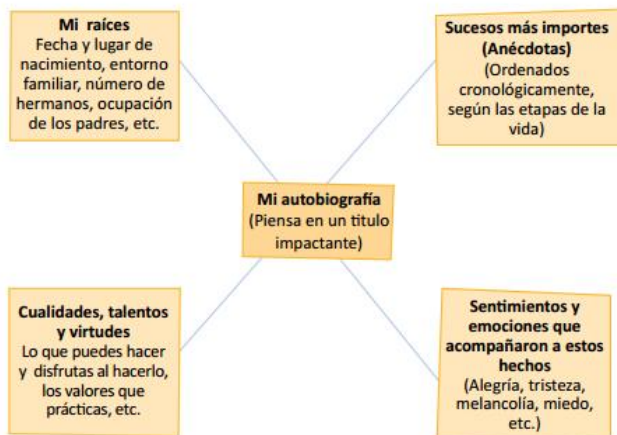 Mi raíces
Fecha y lugar de
nacimiento, entorno
familiar, número de
hermanos, ocupación
de los padres, etc.
Sucesos más importes
(Anécdotas)
(Ordenados
cronológicamente,
según las etapas de la
vida)
Mi autobiografía
(Piensa en un titulo
impactante)
Cualidades, talentos
y virtudes
Lo que puedes hacer
y disfrutas al hacerlo,
los valores que
prácticas, etc.
Sentimientos y
emociones que
acompañaron a estos
hechos
(Alegría, tristeza,
melancolía, miedo,
etc.)